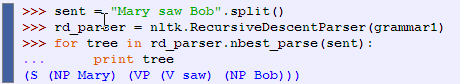 >>> sent = "Mary saw Bob".split()
>>> rd_parser = nltk.RecursiveDescentParser(grammar1)
>>> for tree in rd_parser.nbest_parse(sent):
...      print tree
(S (NP Mary) (VP (V saw) (NP Bob)))